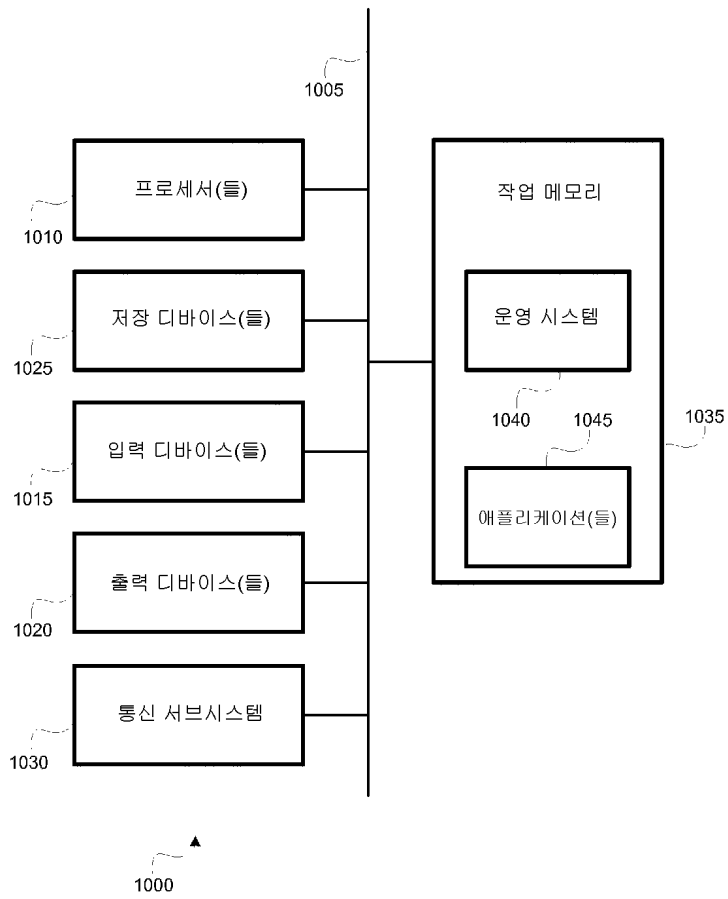 1005
프로세서(들)
1010
저장 디바이스(들)
1025
입력 디바이스(들)
1015
출력 디바이스(들)
1020
통신 서브시스템
1030
작업 메모리
운영 시스템
1040
1045
1035
애플리케이션(들)
1000